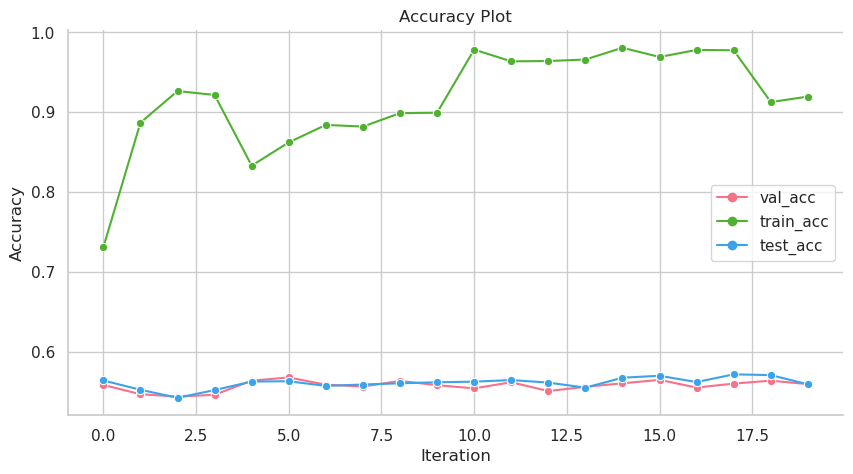 Accuracy Plot
1.0
0.9
0.8
0.7
0.6
Accuracy
val_acc
train_acc
test_acc
0.0 2.5 5.0 7.5 10.0 12.5 15.0 17.5
Iteration